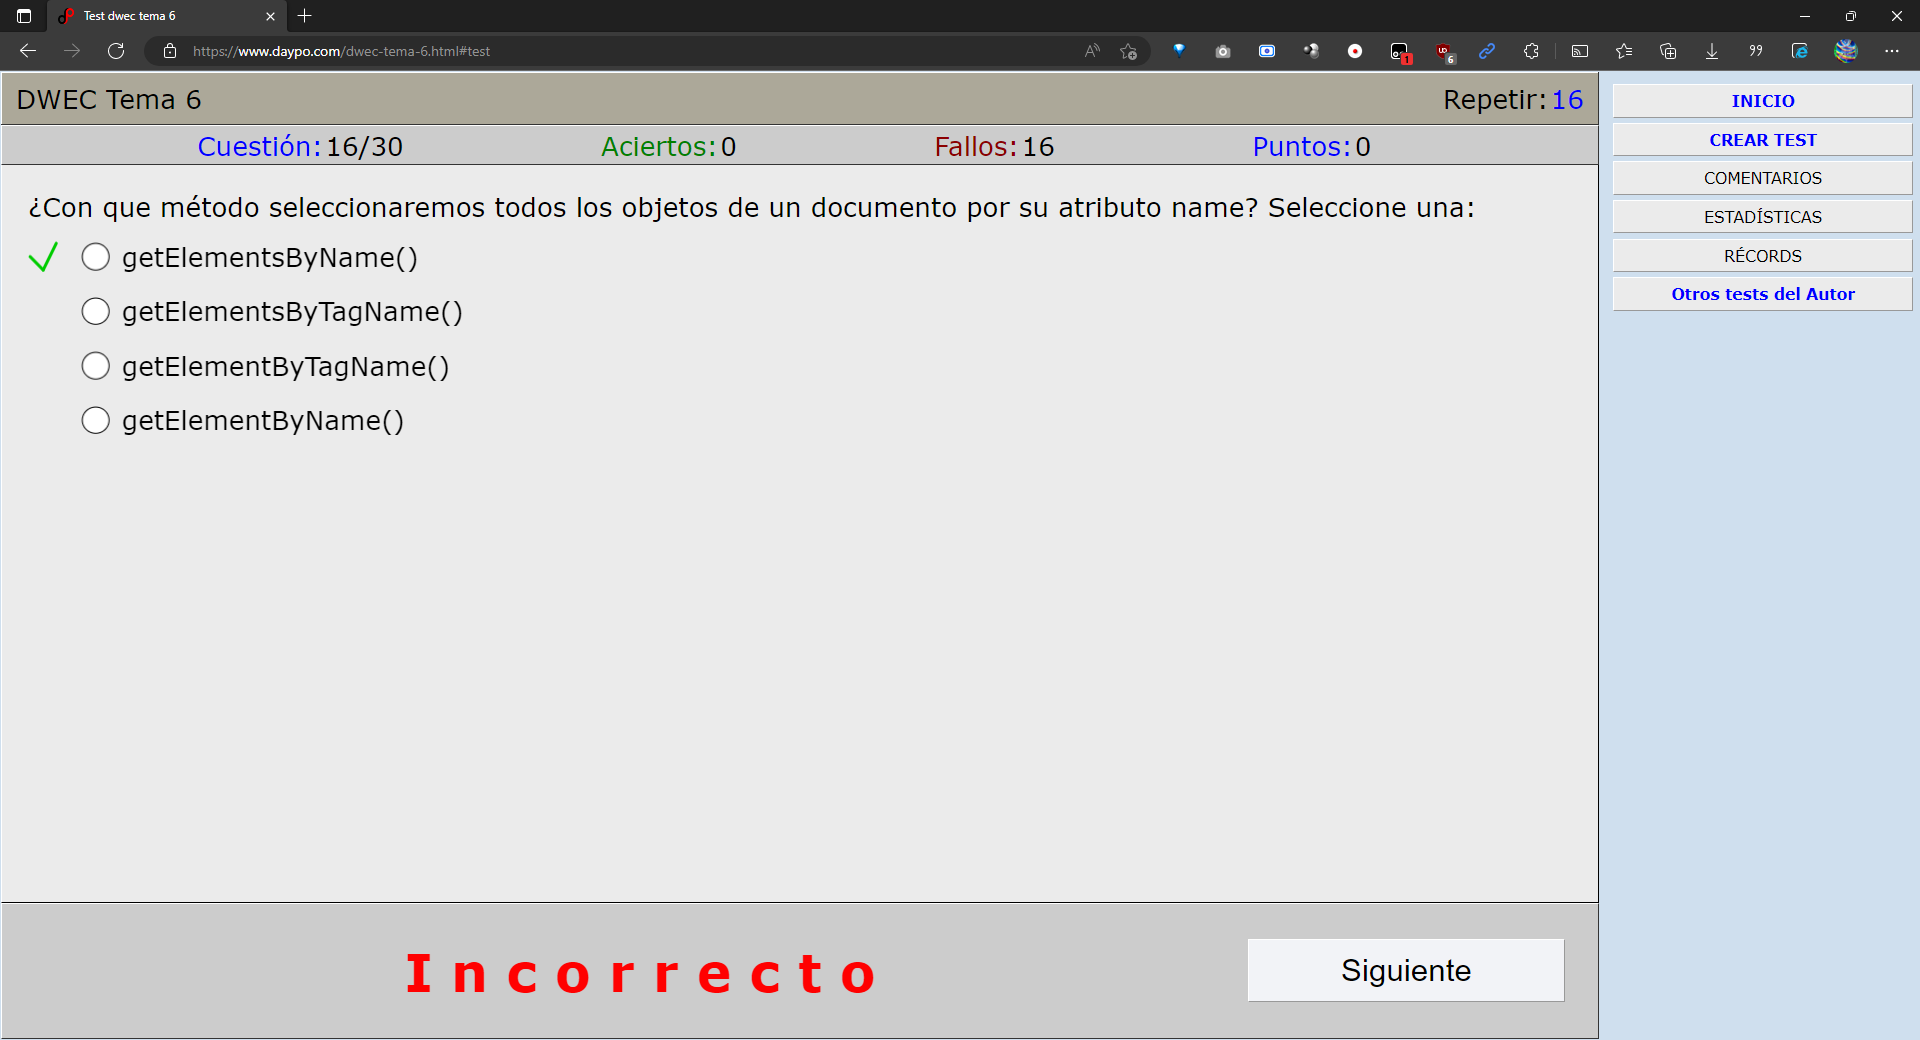 Test dwec tema 6
https://www.daypo.com/dwec-tema-6.html#test
1
6
DWEC Tema 6
Repetir: 16
Cuestión: 16/30
Aciertos: 0
Fallos: 16
Puntos: 0
¿Con que método seleccionaremos todos los objetos de un documento por su atributo name? Seleccione una:
getElementsByName()
getElementsByTagName()
getElementByTagName()
getElementByName()
Incorrecto
Siguiente
INICIO
CREAR TEST
COMENTARIOS
ESTADÍSTICAS
RÉCORDS
Otros tests del Autor